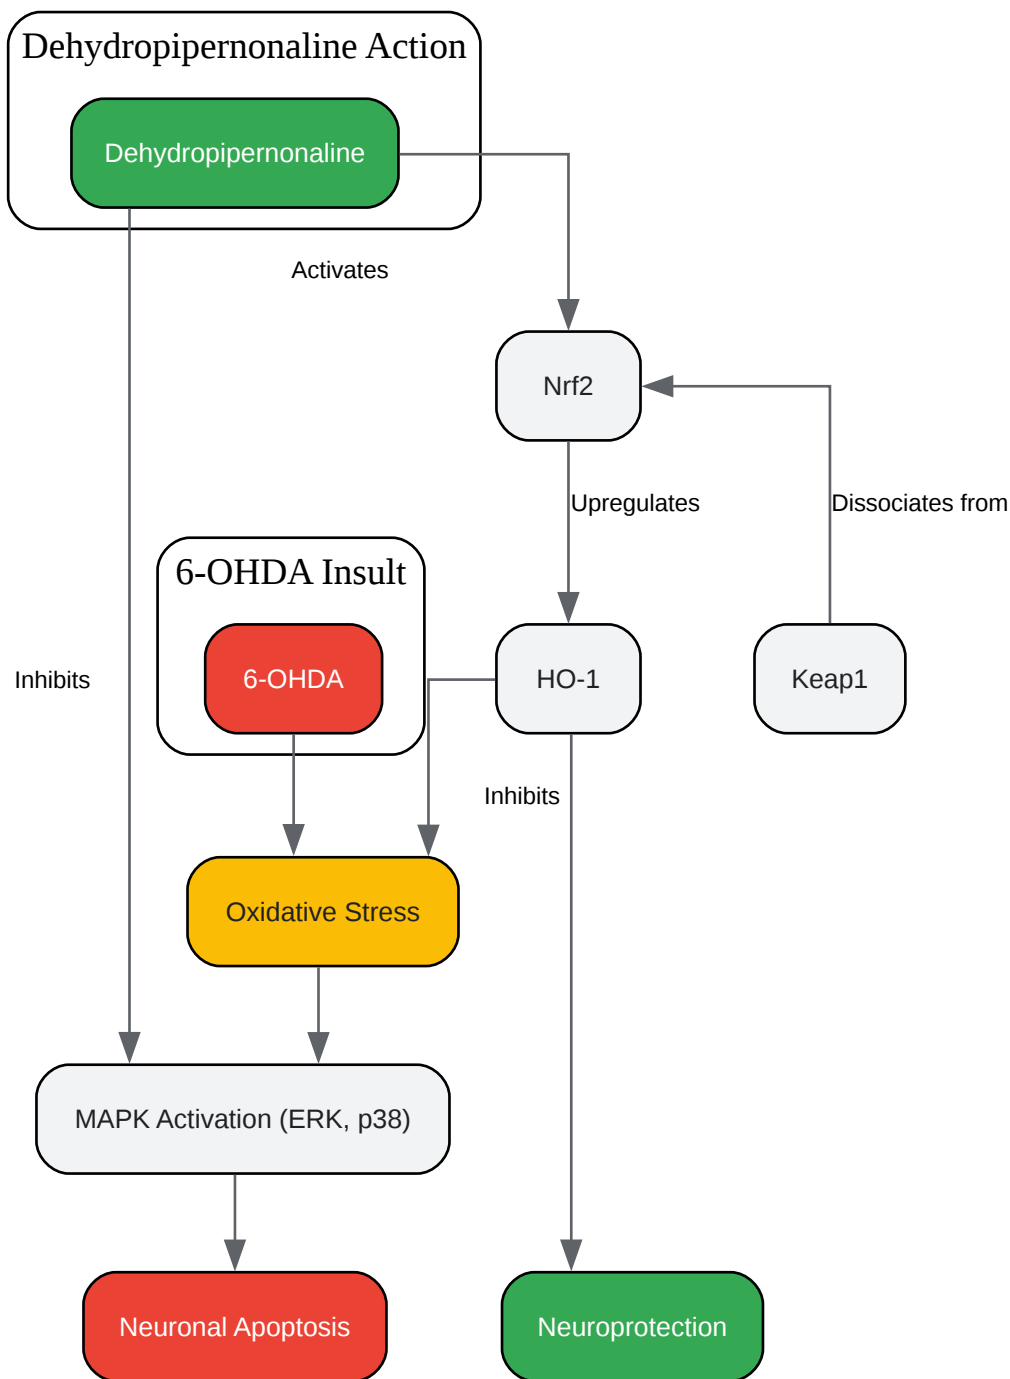 Dehydropipernonaline Action
Dehydropipernonaline
Activates
Nrf2
Upregulates
Dissociates from
6-OHDA Insult
6-OHDA
HO-1
Keap1
Inhibits
Inhibits
Oxidative Stress
MAPK Activation (ERK, p38)
Neuronal Apoptosis
Neuroprotection